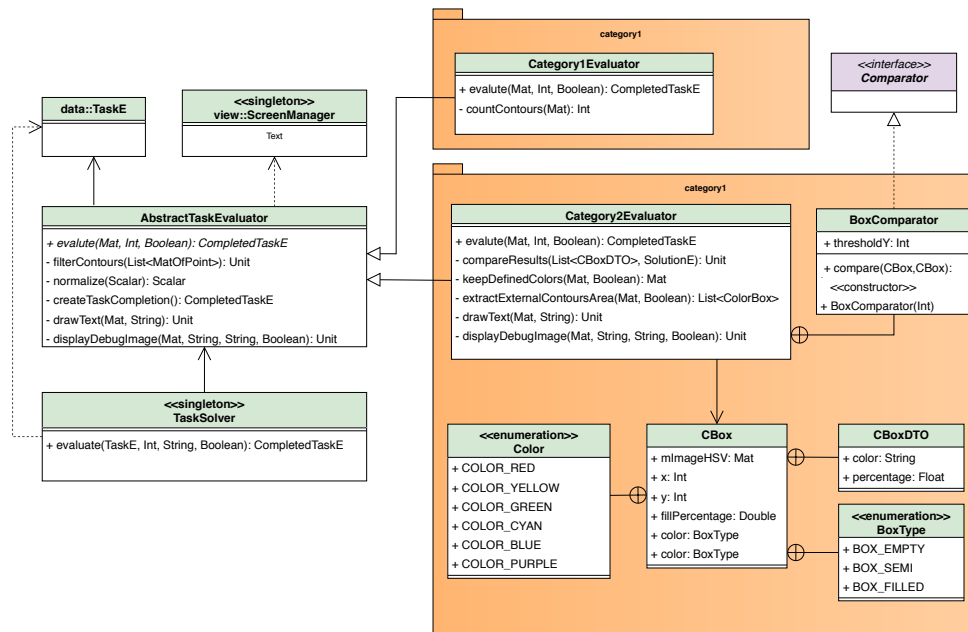 category1
Category1Evaluator
+ evalute(Mat, Int, Boolean): CompletedTaskE
- countContours(Mat): Int
<<interface>>
Comparator
data::TaskE
<<singleton>>
view::ScreenManager
Text
category1
AbstractTaskEvaluator
+ evalute(Mat, Int, Boolean): CompletedTaskE
- filterContours(List<MatOfPoint>): Unit
- normalize(Scalar): Scalar
- createTaskCompletion(): CompletedTaskE
- drawText(Mat, String): Unit
- displayDebugImage(Mat, String, String, Boolean): Unit
Category2Evaluator
+ evalute(Mat, Int, Boolean): CompletedTaskE
- compareResults(List<CBoxDTO>, SolutionE): Unit
- keepDefinedColors(Mat, Boolean): Mat
- extractExternalContoursArea(Mat, Boolean): List<ColorBox>
- drawText(Mat, String): Unit
- displayDebugImage(Mat, String, String, Boolean): Unit
BoxComparator
+ thresholdY: Int
+ compare(CBox,CBox):
<<constructor>>
+ BoxComparator(Int)
<<singleton>>
TaskSolver
+ evaluate(TaskE, Int, String, Boolean): CompletedTaskE
<<enumeration>>
Color
+ COLOR_RED
+ COLOR_YELLOW
+ COLOR_GREEN
+ COLOR_CYAN
+ COLOR_BLUE
+ COLOR_PURPLE
CBox
+ mImageHSV: Mat
+ x: Int
+ y: Int
+ fillPercentage: Double
+ color: BoxType
+ color: BoxType
CBoxDTO
+ color: String
+ percentage: Float
<<enumeration>>
BoxType
+ BOX_EMPTY
+ BOX_SEMI
+ BOX_FILLED